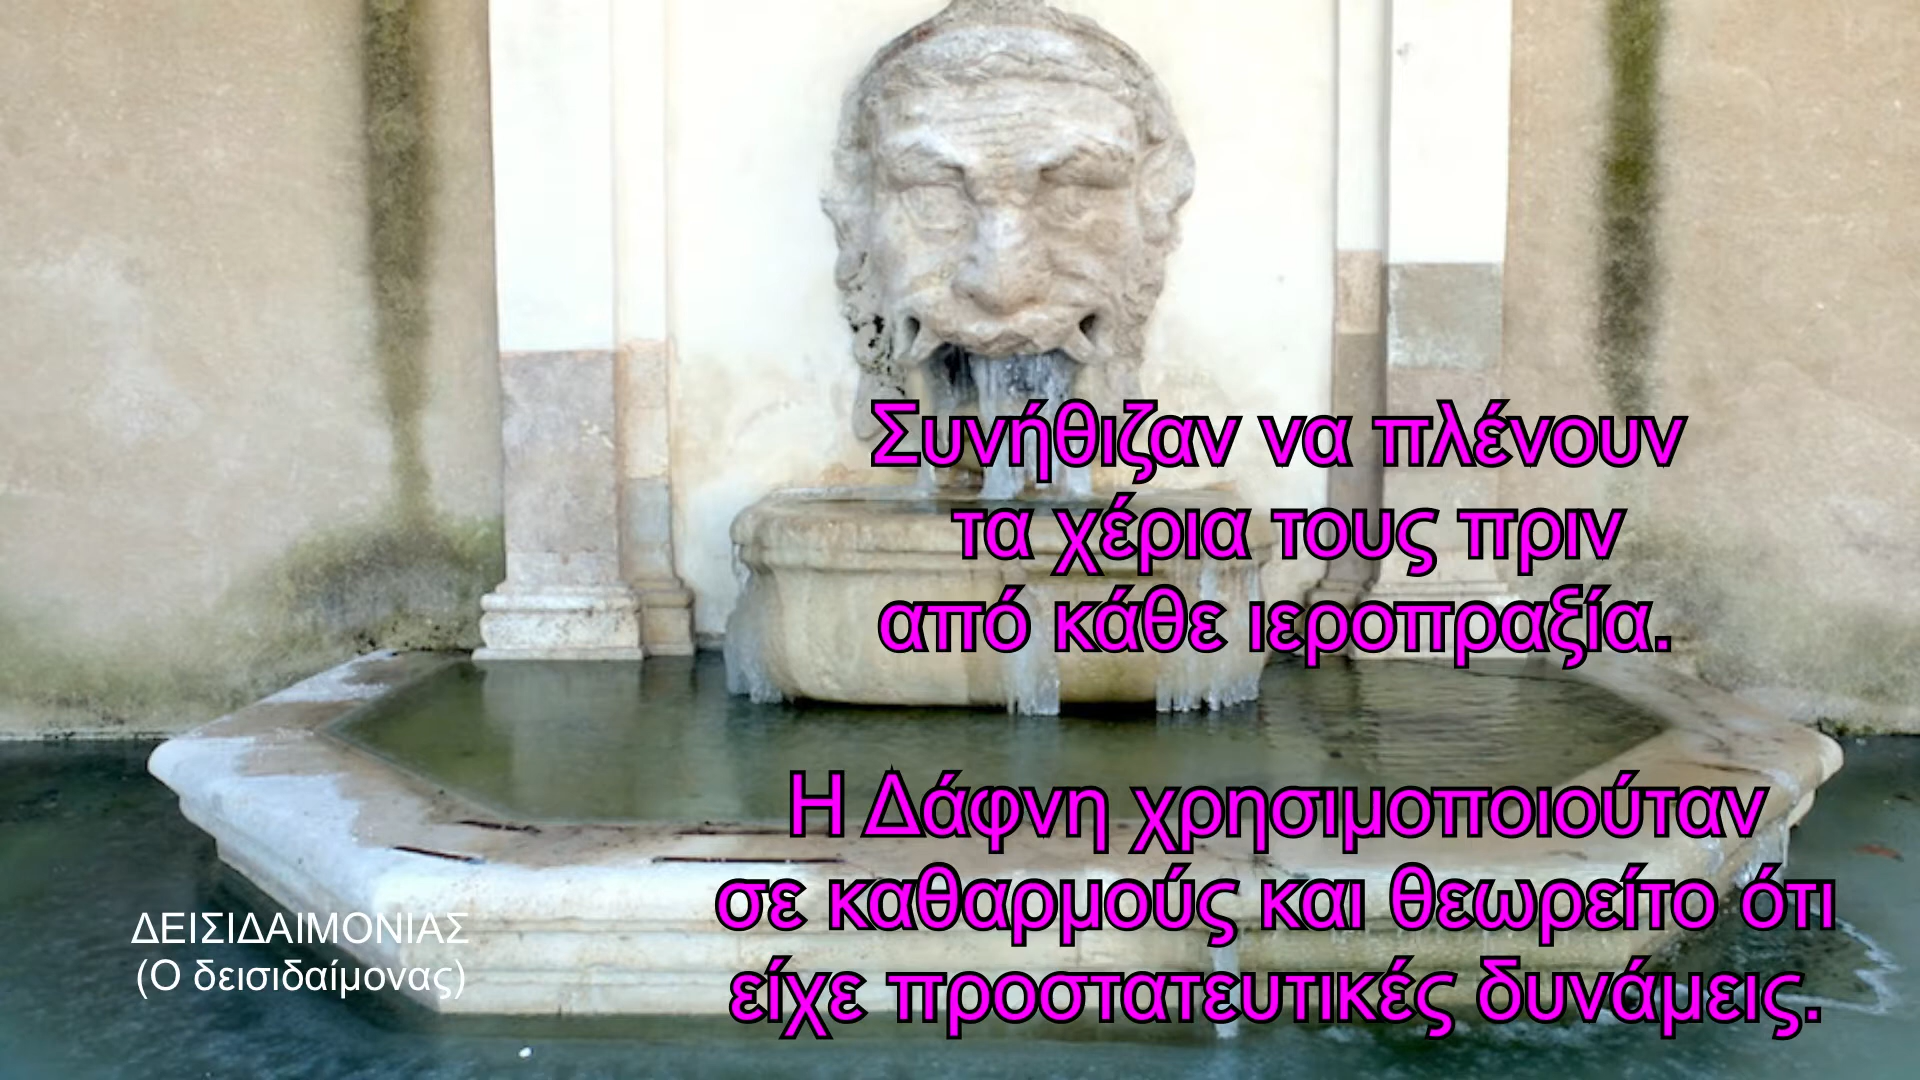 Συνήθιζαν να πλένουν
τα χέρια τους πριν
από κάθε ιεροπραξία.
Η Δάφνη χρησιμοποιούταν
σε καθαρμούς και θεωρείτο ότι
είχε προστατευτικές δυνάμεις.
ΔΕΙΣΙΔΑΙΜΟΝΙΑΣ
(Ο δεισιδαίμονας)